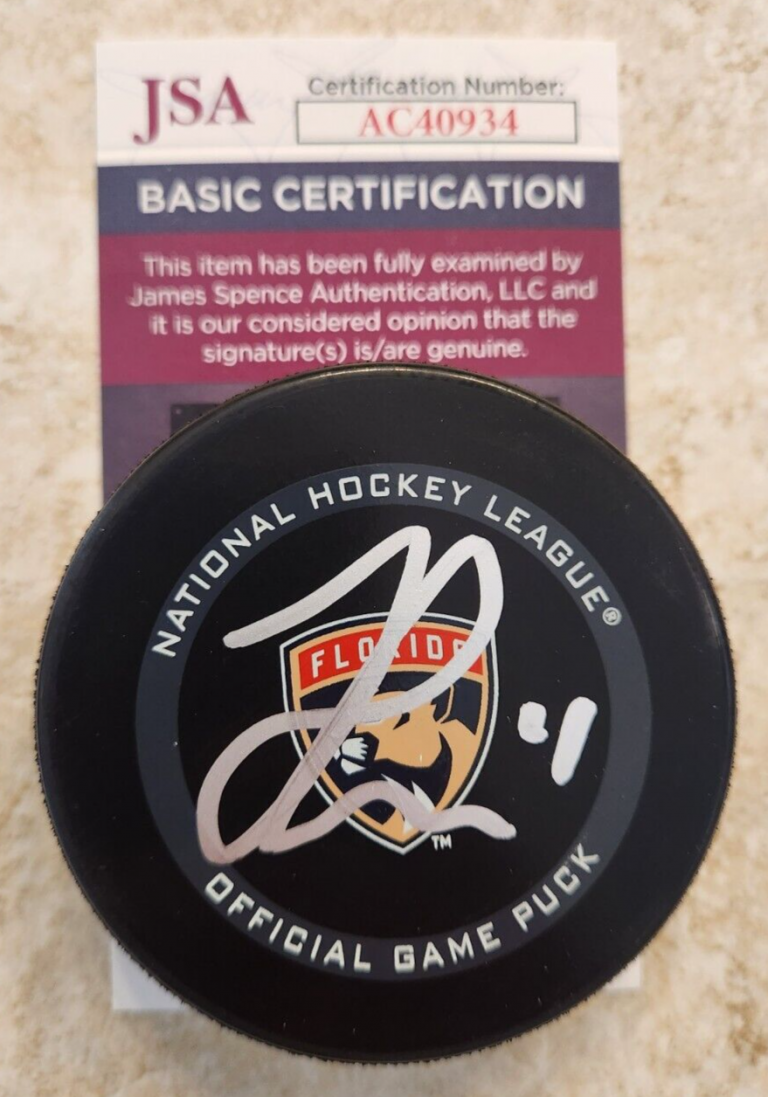 JSA
Certification Number:
AC40934
BASIC CERTIFICATION
This item has been fully examined by
James Spence Authentication, LLC and
it is our considered opinion that the
signature(s) is/are genuine.
NATIONAL HOCKEY LEAGUE®
FLORIDA
TM
OFFICIAL GAME PUCK